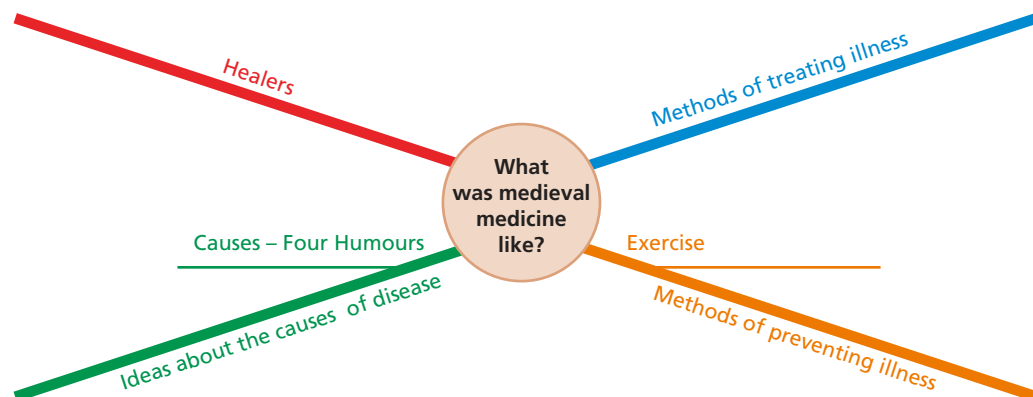 Healers
Methods of treating illness
What
was medieval
medicine
like?
Causes – Four Humours
Ideas about the causes of disease
Exercise
Methods of preventing illness